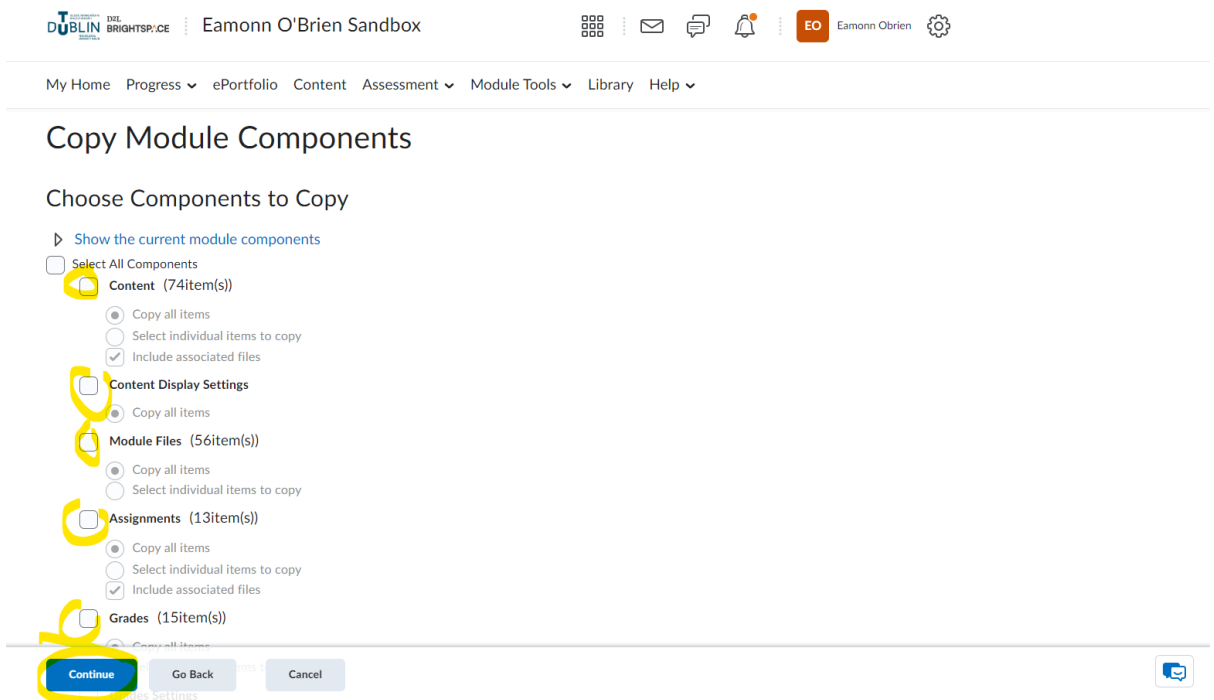 DUBLIN D2L BRIGHTSPACE Eamonn O'Brien Sandbox EO Eamonn Obrien
My Home Progress ePortfolio Content Assessment Module Tools Library Help
Copy Module Components
Choose Components to Copy
Show the current module components
Select All Components
Content (74item(s))
Copy all items
Select individual items to copy
Include associated files
Content Display Settings
Copy all items
Module Files (56item(s))
Copy all items
Select individual items to copy
Assignments (13item(s))
Copy all items
Select individual items to copy
Include associated files
Grades (15item(s))
Copy all items
Continue Go Back Cancel
Settings